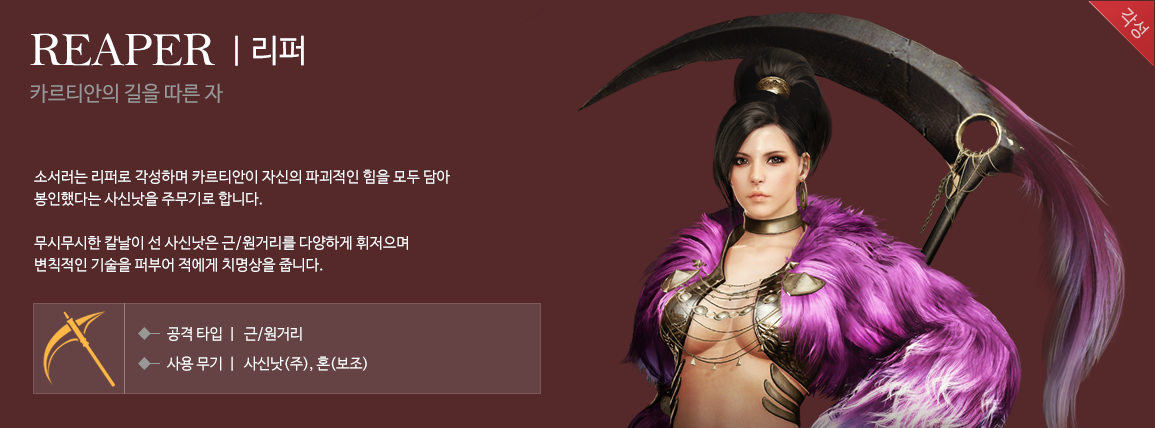 REAPER | 리퍼
각성
카르티안의 길을 따른 자
소서러는 리퍼로 각성하며 카르티안이 자신의 파괴적인 힘을 모두 담아
봉인했다는 사신낫을 주무기로 합니다.
무시무시한 칼날이 선 사신낫은 근/원거리를 다양하게 휘저으며
변칙적인 기술을 퍼부어 적에게 치명상을 줍니다.
공격 타입 | 근/원거리
사용 무기 | 사신낫(주), 혼(보조)